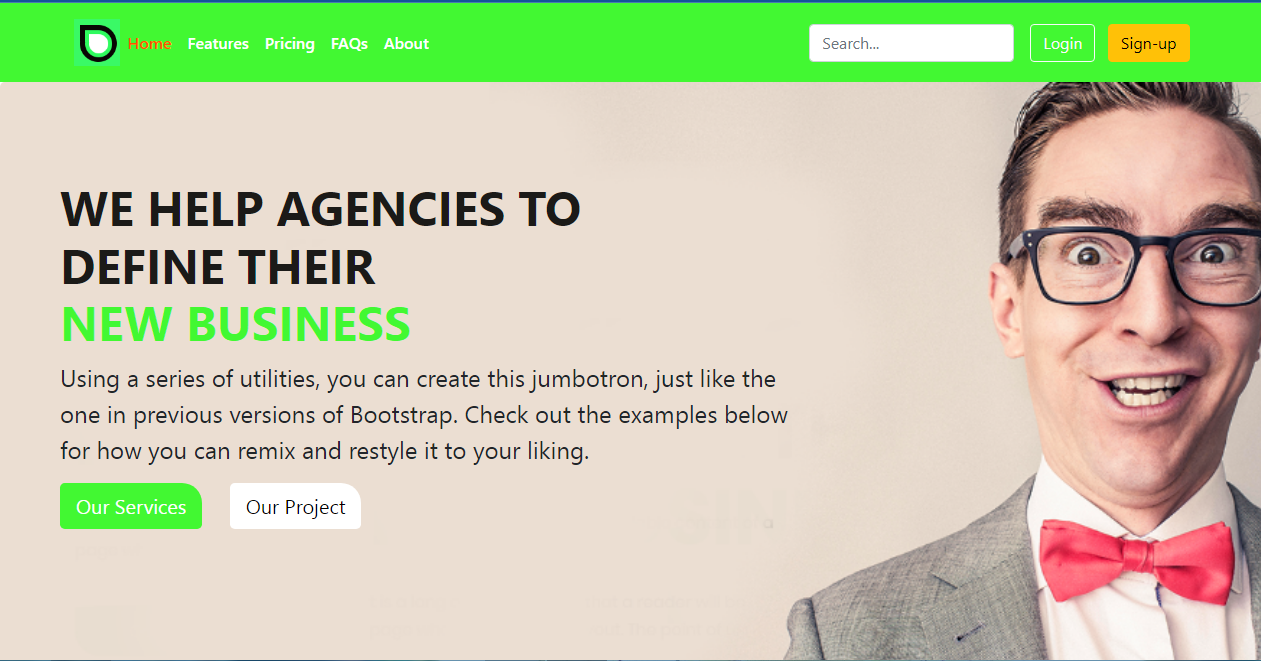 Home Features Pricing FAQs About Search... Login Sign-up
WE HELP AGENCIES TO
DEFINE THEIR
NEW BUSINESS
Using a series of utilities, you can create this jumbotron, just like the
one in previous versions of Bootstrap. Check out the examples below
for how you can remix and restyle it to your liking.
Our Services Our Project